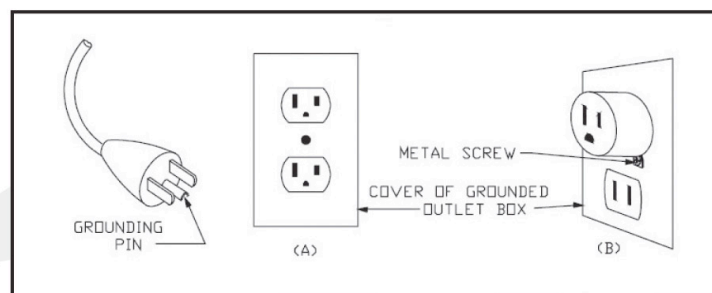 GROUNDING
PIN
(A)
METAL SCREW
COVER OF GROUNDED
OUTLET BOX
(B)